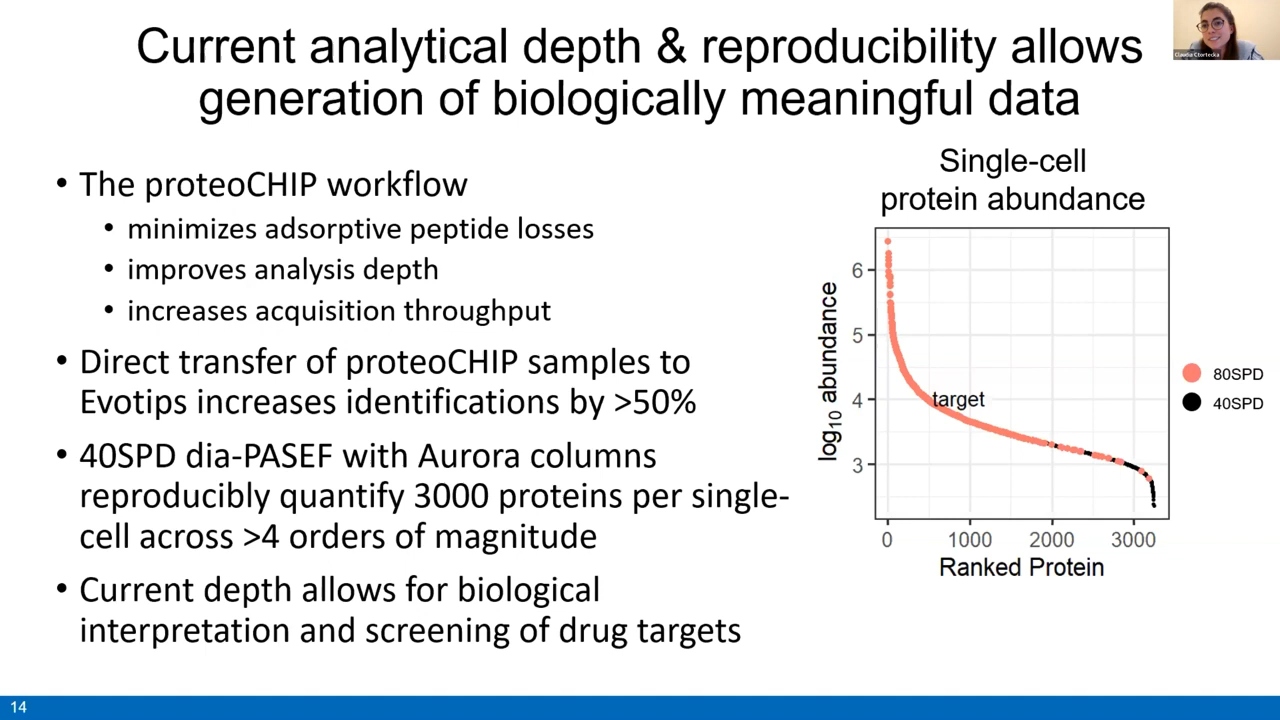 Current analytical depth & reproducibility allows
generation of biologically meaningful data
Claudia Ctortecka
• The proteoCHIP workflow
• minimizes adsorptive peptide losses
• improves analysis depth
• increases acquisition throughput
• Direct transfer of proteoCHIP samples to
Evotips increases identifications by >50%
• 40SPD dia-PASEF with Aurora columns
reproducibly quantify 3000 proteins per single-
cell across >4 orders of magnitude
• Current depth allows for biological
interpretation and screening of drug targets
Single-cell
protein abundance
log10 abundance
6
5
4
3
target
0 1000 2000 3000
Ranked Protein
80SPD
40SPD
14